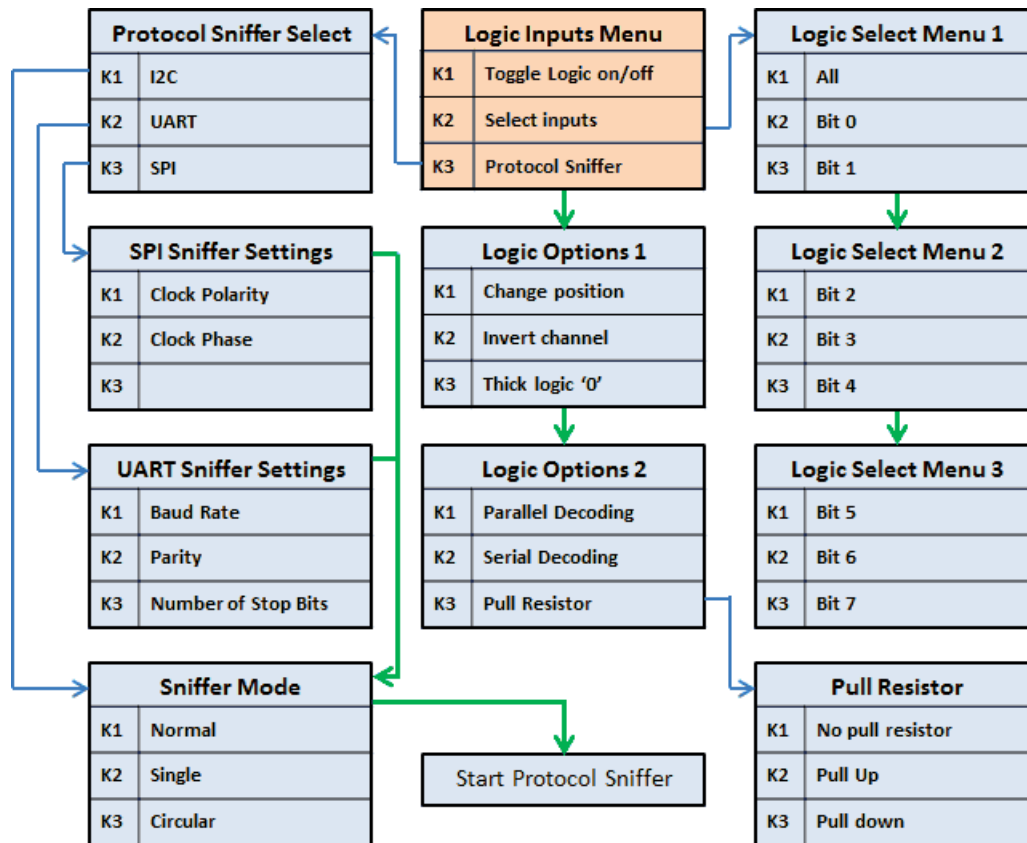 Protocol Sniffer Select
K1 I2C
K2 UART
K3 SPI
SPI Sniffer Settings
K1 Clock Polarity
K2 Clock Phase
K3
UART Sniffer Settings
K1 Baud Rate
K2 Parity
K3 Number of Stop Bits
Sniffer Mode
K1 Normal
K2 Single
K3 Circular
Logic Inputs Menu
K1 Toggle Logic on/off
K2 Select inputs
K3 Protocol Sniffer
Logic Options 1
K1 Change position
K2 Invert channel
K3 Thick logic ‘0’
Logic Options 2
K1 Parallel Decoding
K2 Serial Decoding
K3 Pull Resistor
Start Protocol Sniffer
Logic Select Menu 1
K1 All
K2 Bit 0
K3 Bit 1
Logic Select Menu 2
K1 Bit 2
K2 Bit 3
K3 Bit 4
Logic Select Menu 3
K1 Bit 5
K2 Bit 6
K3 Bit 7
Pull Resistor
K1 No pull resistor
K2 Pull Up
K3 Pull down